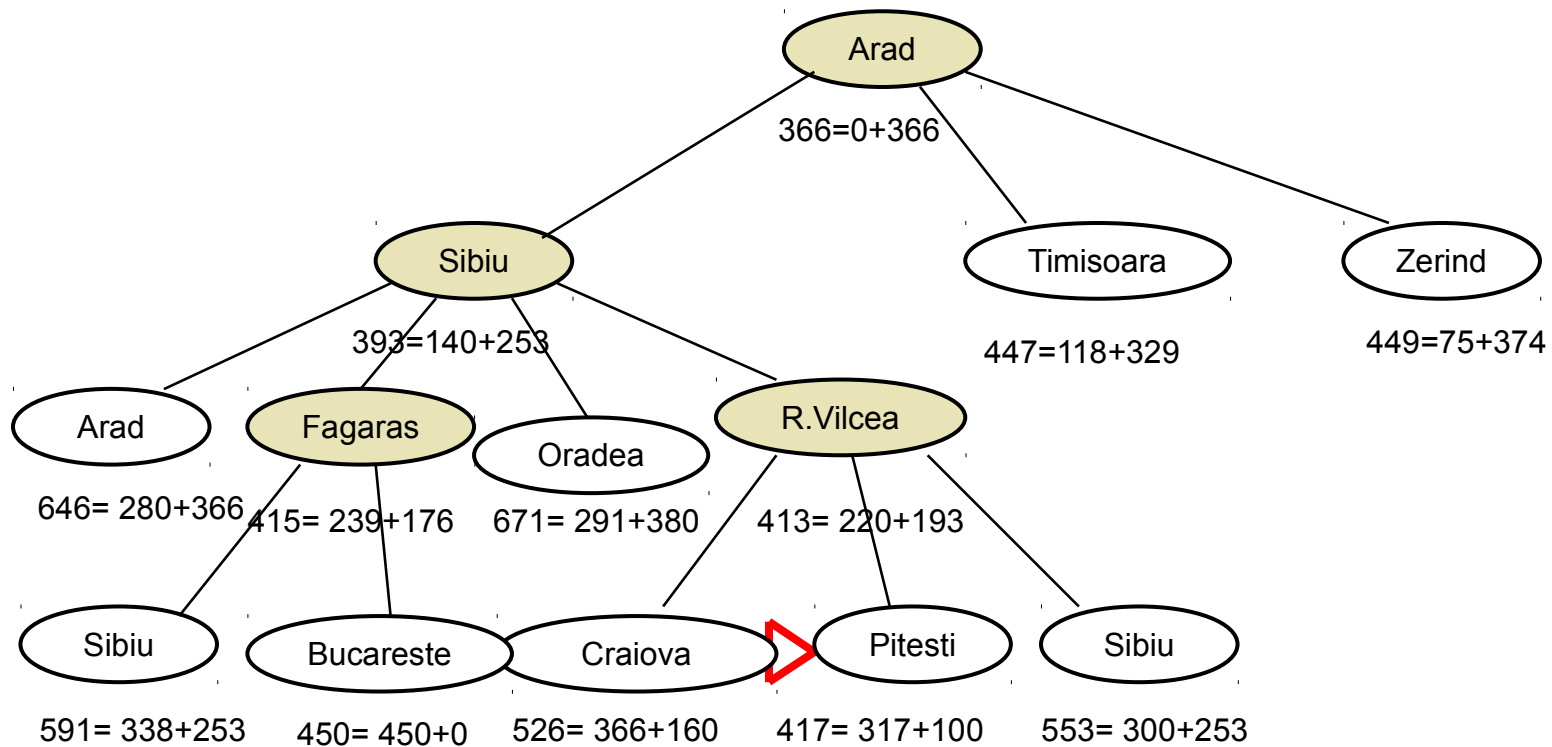 Arad
366=0+366
Sibiu
Timisoara
Zerind
393=140+253
447=118+329
449=75+374
Arad
Fagaras
Oradea
R.Vilcea
646= 280+366
415= 239+176
671= 291+380
413= 220+193
Sibiu
Bucareste
Craiova
Pitesti
Sibiu
591= 338+253
450= 450+0
526= 366+160
417= 317+100
553= 300+253